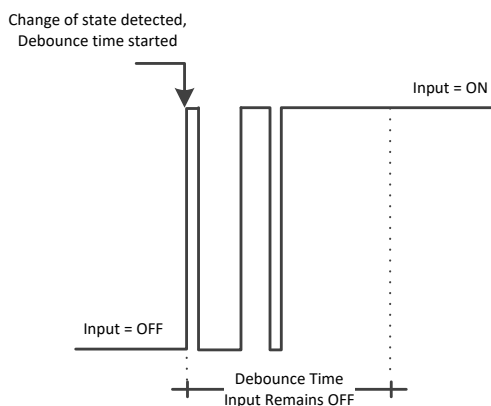 Change of state detected,
Debounce time started
Input = ON
Input = OFF
Debounce Time
Input Remains OFF